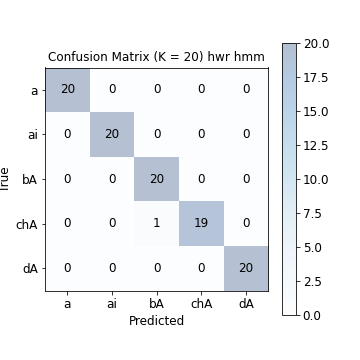 Confusion Matrix (K = 20) hwr hmm
True
a 20 0 0 0 0
ai 0 20 0 0 0
bA 0 0 20 0 0
chA 0 0 1 19 0
dA 0 0 0 0 20
a ai bA chA dA
Predicted
20.0
17.5
15.0
12.5
10.0
7.5
5.0
2.5
0.0